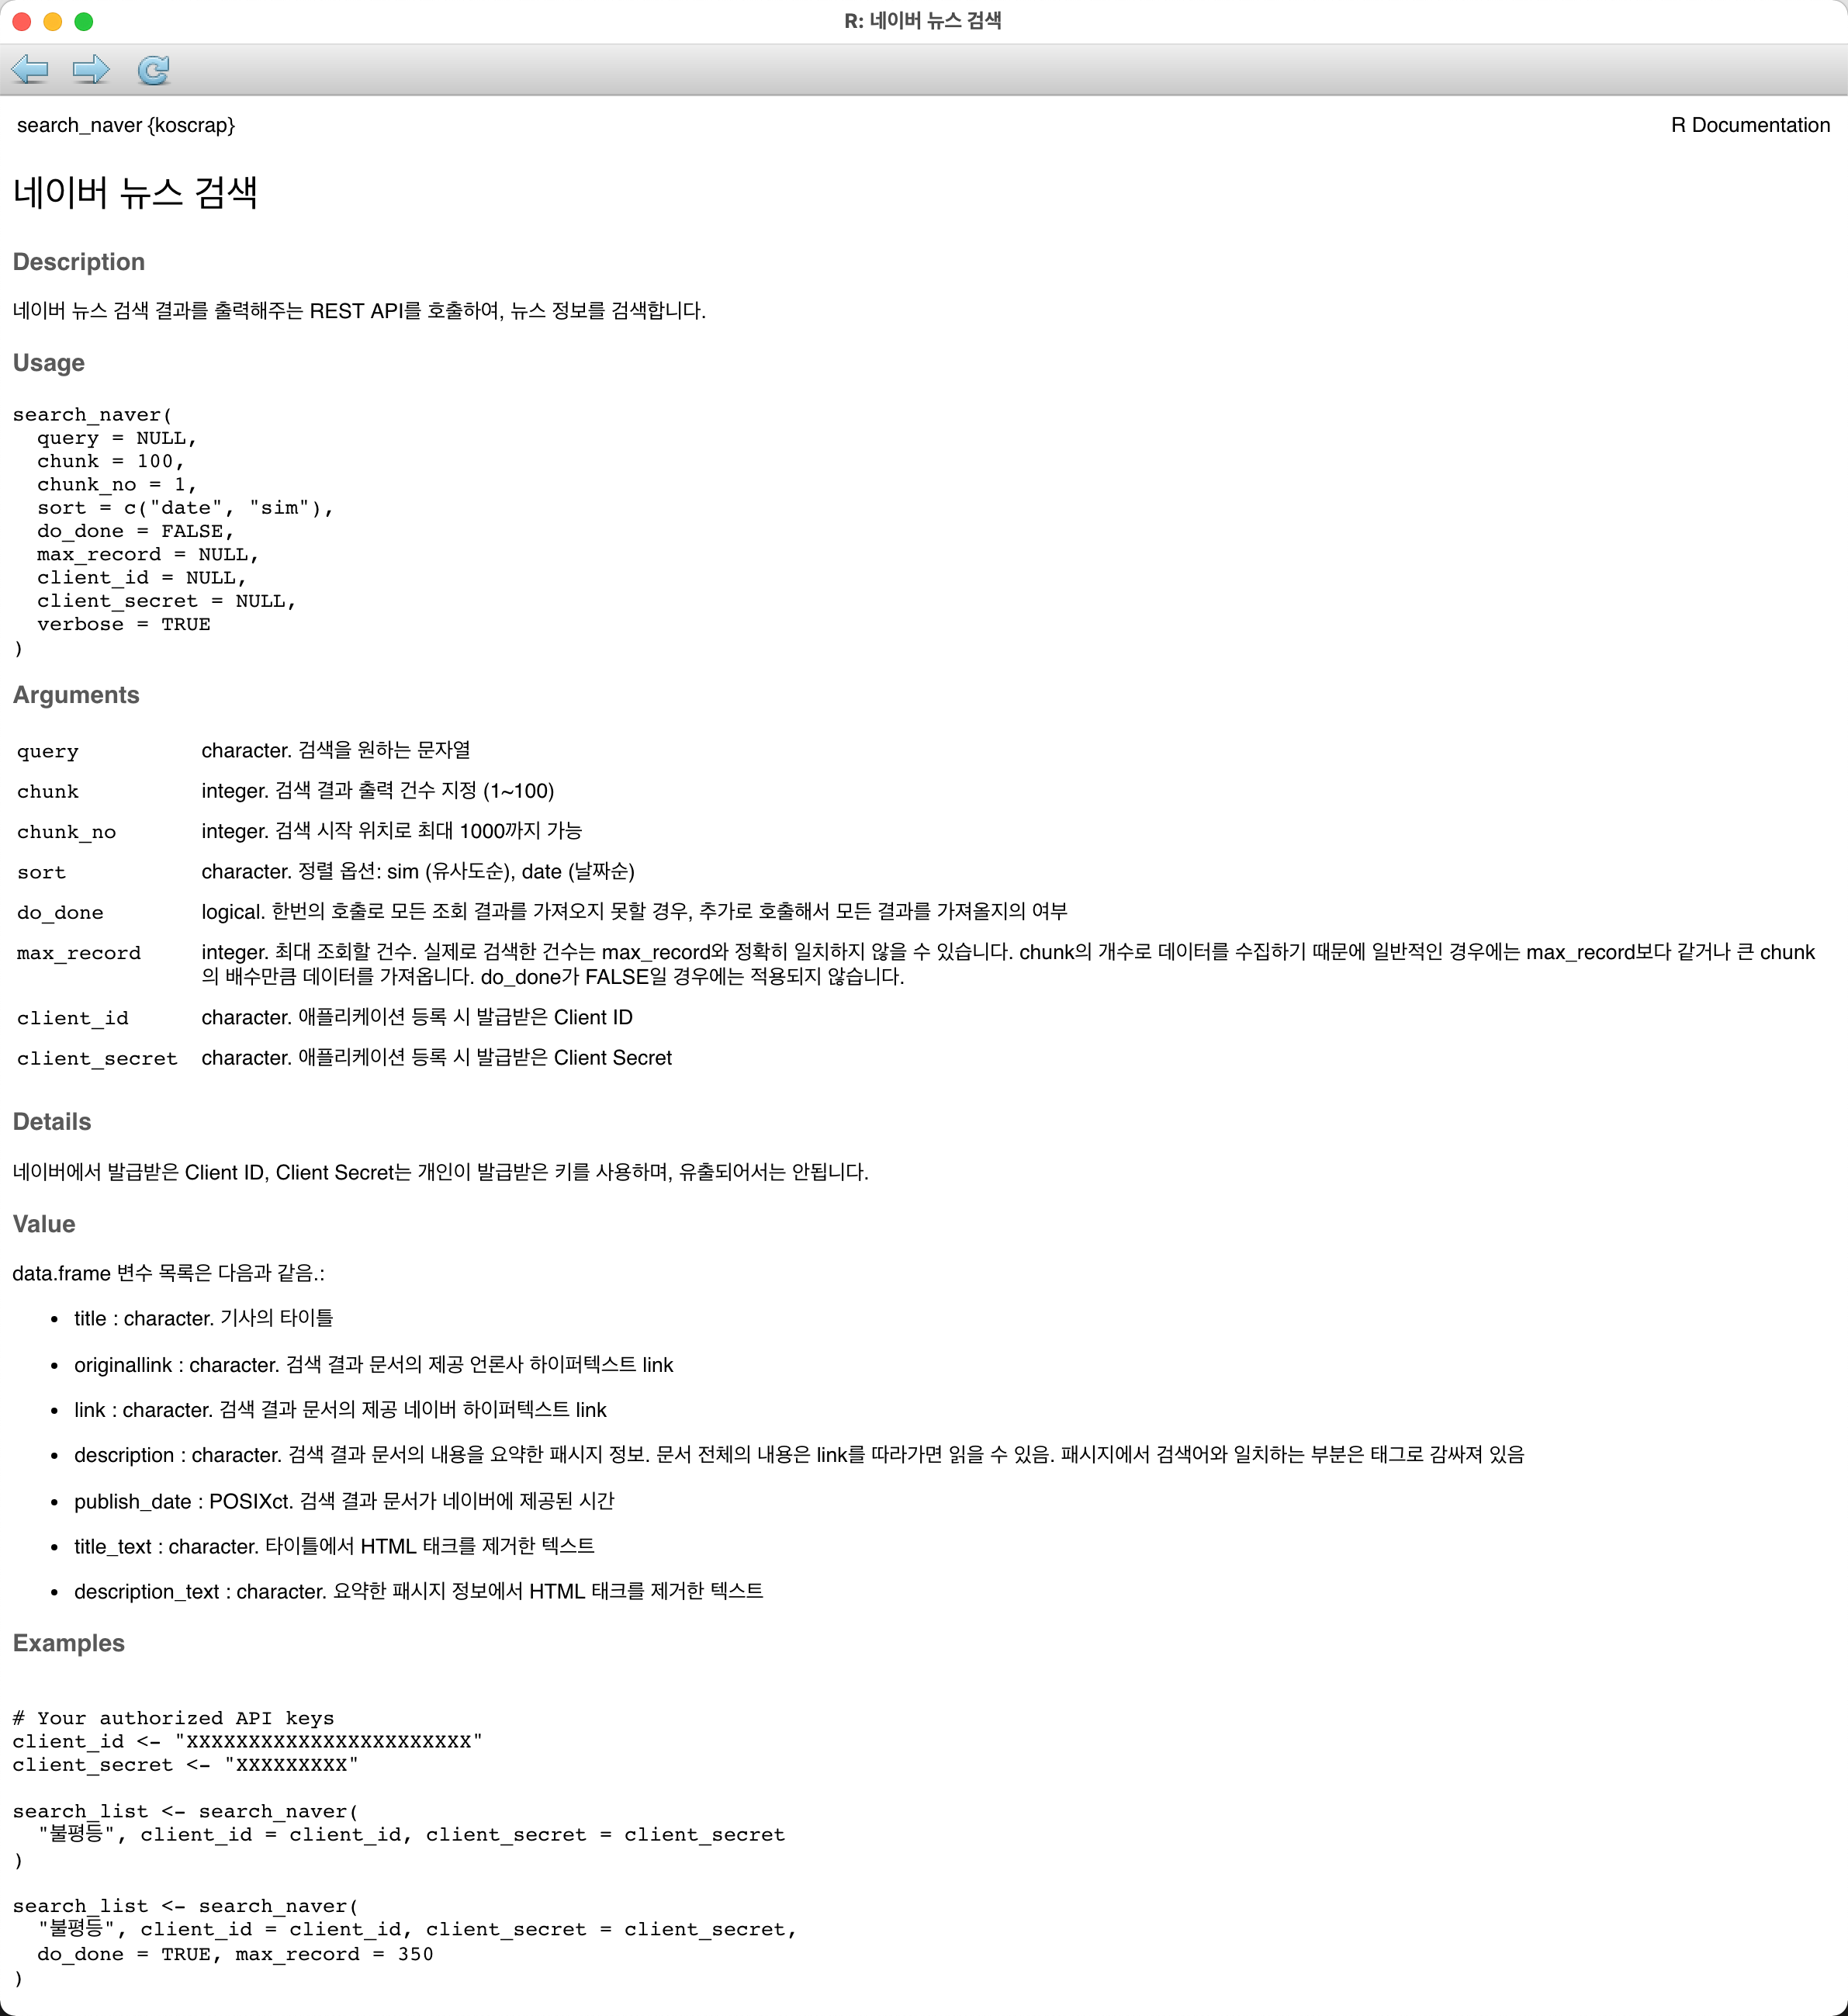 R: 네이버 뉴스 검색
search_naver {koscrap}
R Documentation
네이버 뉴스 검색
Description
네이버 뉴스 검색 결과를 출력해주는 REST API를 호출하여, 뉴스 정보를 검색합니다.
Usage
search_naver(
  query = NULL,
  chunk = 100,
  chunk_no = 1,
  sort = c("date", "sim"),
  do_done = FALSE,
  max_record = NULL,
  client_id = NULL,
  client_secret = NULL,
  verbose = TRUE
)
Arguments
query character. 검색을 원하는 문자열
chunk integer. 검색 결과 출력 건수 지정 (1~100)
chunk_no integer. 검색 시작 위치로 최대 1000까지 가능
sort character. 정렬 옵션: sim (유사도순), date (날짜순)
do_done logical. 한번의 호출로 모든 조회 결과를 가져오지 못할 경우, 추가로 호출해서 모든 결과를 가져올지의 여부
max_record integer. 최대 조회할 건수. 실제로 검색한 건수는 max_record와 정확히 일치하지 않을 수 있습니다. chunk의 개수로 데이터를 수집하기 때문에 일반적인 경우에는 max_record보다 같거나 큰 chunk
의 배수만큼 데이터를 가져옵니다. do_done가 FALSE일 경우에는 적용되지 않습니다.
client_id character. 애플리케이션 등록 시 발급받은 Client ID
client_secret character. 애플리케이션 등록 시 발급받은 Client Secret
Details
네이버에서 발급받은 Client ID, Client Secret는 개인이 발급받은 키를 사용하며, 유출되어서는 안됩니다.
Value
data.frame 변수 목록은 다음과 같음.:
• title : character. 기사의 타이틀
• originallink : character. 검색 결과 문서의 제공 언론사 하이퍼텍스트 link
• link : character. 검색 결과 문서의 제공 네이버 하이퍼텍스트 link
• description : character. 검색 결과 문서의 내용을 요약한 패시지 정보. 문서 전체의 내용은 link를 따라가면 읽을 수 있음. 패시지에서 검색어와 일치하는 부분은 태그로 감싸져 있음
• publish_date : POSIXct. 검색 결과 문서가 네이버에 제공된 시간
• title_text : character. 타이틀에서 HTML 태크를 제거한 텍스트
• description_text : character. 요약한 패시지 정보에서 HTML 태크를 제거한 텍스트
Examples
# Your authorized API keys
client_id <- "XXXXXXXXXXXXXXXXXXXXXXX"
client_secret <- "XXXXXXXXX"
search_list <- search_naver(
  "불평등", client_id = client_id, client_secret = client_secret
)
search_list <- search_naver(
  "불평등", client_id = client_id, client_secret = client_secret,
  do_done = TRUE, max_record = 350
)